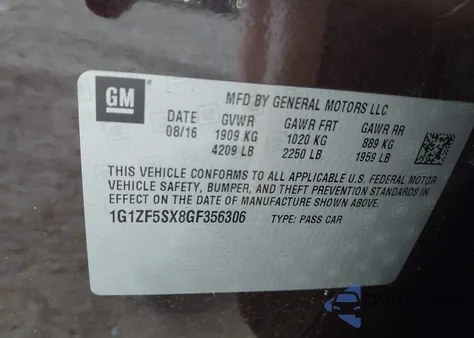 GM
MFD BY GENERAL MOTORS LLC
DATE GVWR GAWR FRT GAWR RR
08/16 1909 KG 1020 KG 889 KG
4209 LB 2250 LB 1959 LB
THIS VEHICLE CONFORMS TO ALL APPLICABLE U.S. FEDERAL MOTOR
VEHICLE SAFETY, BUMPER, AND THEFT PREVENTION STANDARDS IN
EFFECT ON THE DATE OF MANUFACTURE SHOWN ABOVE.
1G1ZF5SX8GF356306 TYPE: PASS CAR